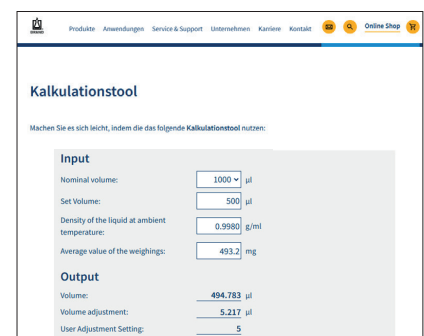 BRAND
Produkte Anwendungen Service & Support Unternehmen Karriere Kontakt Online Shop
Kalkulationstool
Machen Sie es sich leicht, indem die das folgende Kalkulationstool nutzen:
Input
Nominal volume: 1000 µl
Set Volume: 500 µl
Density of the liquid at ambient
temperature: 0.9980 g/ml
Average value of the weighings: 493.2 mg
Output
Volume: 494.783 µl
Volume adjustment: 5.217 µl
User Adjustment Setting: 5